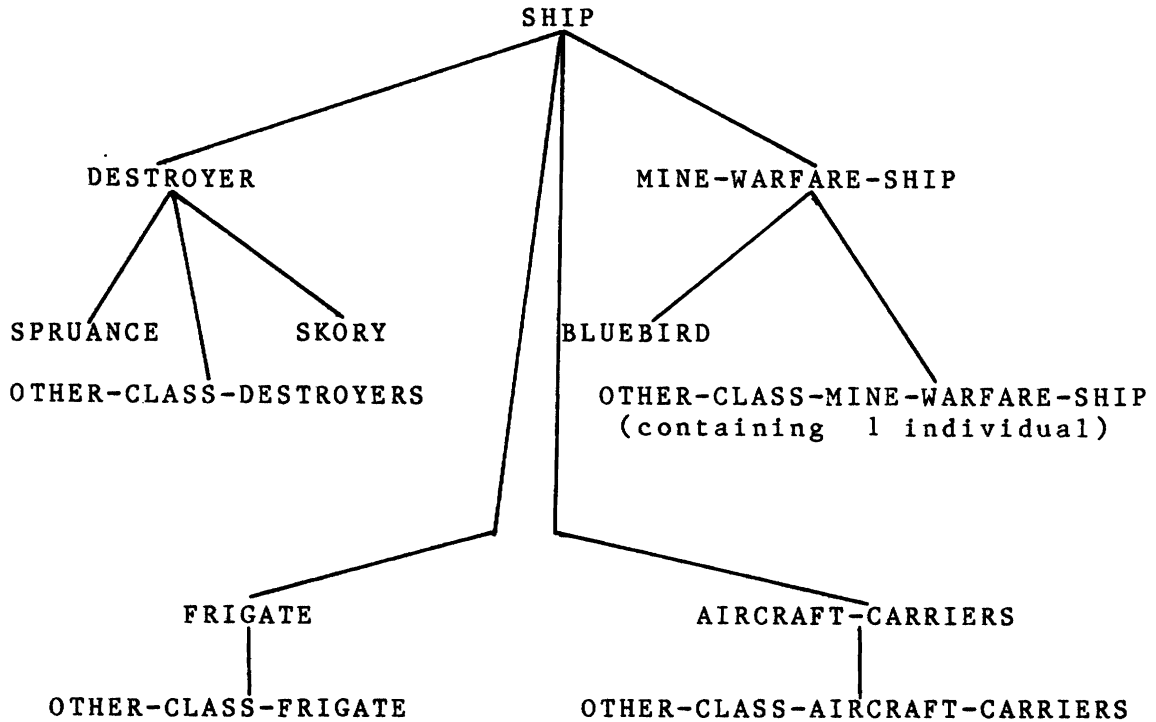 SHIP
DESTROYER
MINE-WARFARE-SHIP
SPRUANCE
SKORY
BLUEBIRD
OTHER-CLASS-DESTROYERS
OTHER-CLASS-MINE-WARFARE-SHIP
(containing 1 individual)
FRIGATE
AIRCRAFT-CARRIERS
OTHER-CLASS-FRIGATE
OTHER-CLASS-AIRCRAFT-CARRIERS